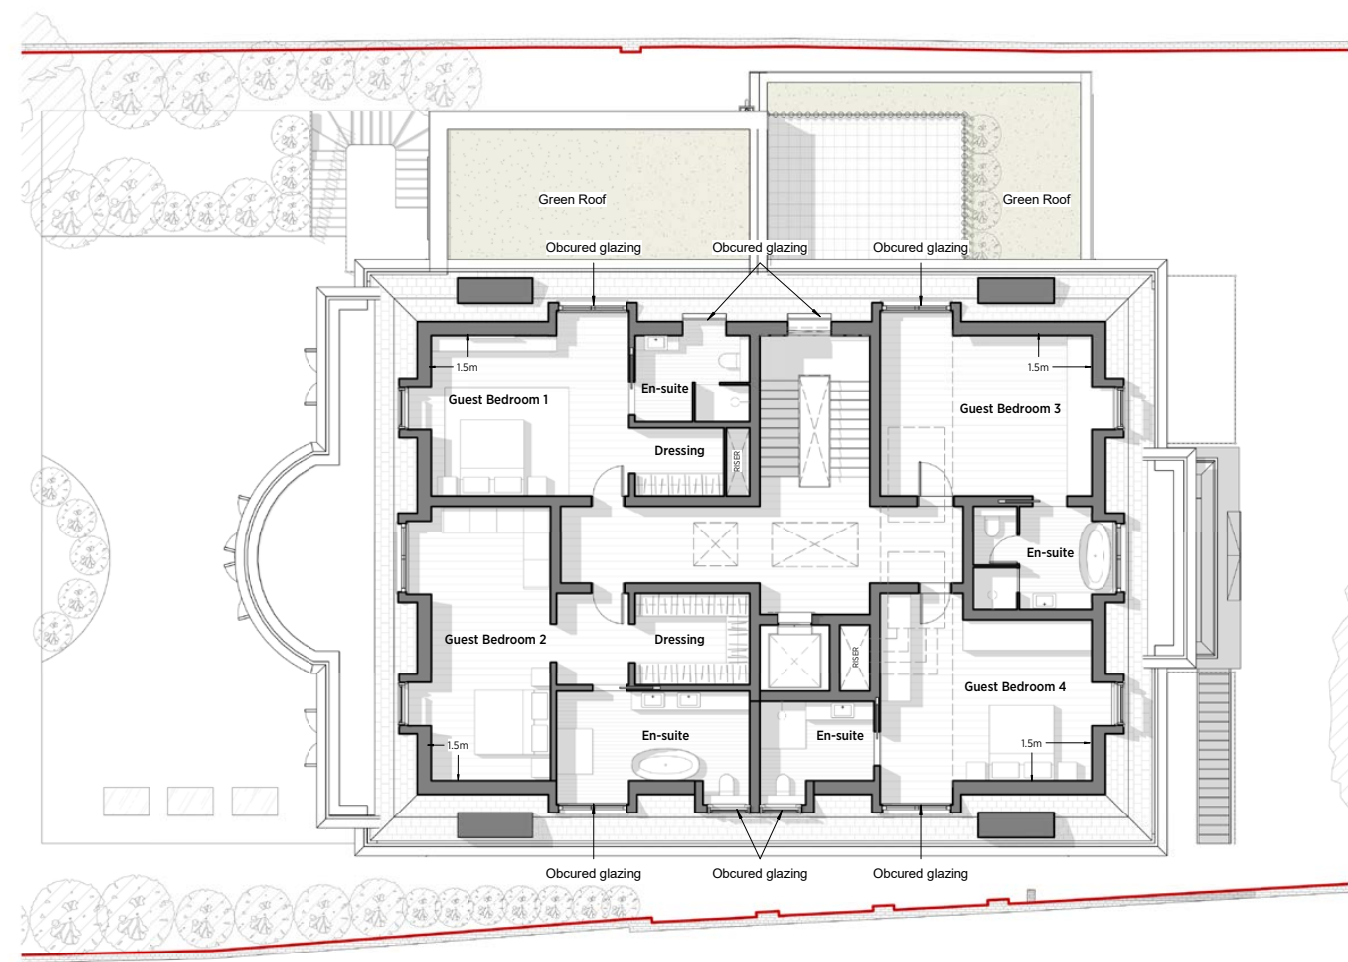 Green Roof
Green Roof
Obcured glazing
Obcured glazing
Obcured glazing
1.5m
1.5m
En-suite
Guest Bedroom 1
Guest Bedroom 3
Dressing
RISER
En-suite
Guest Bedroom 2
Dressing
RISER
Guest Bedroom 4
En-suite
En-suite
1.5m
1.5m
Obcured glazing
Obcured glazing
Obcured glazing